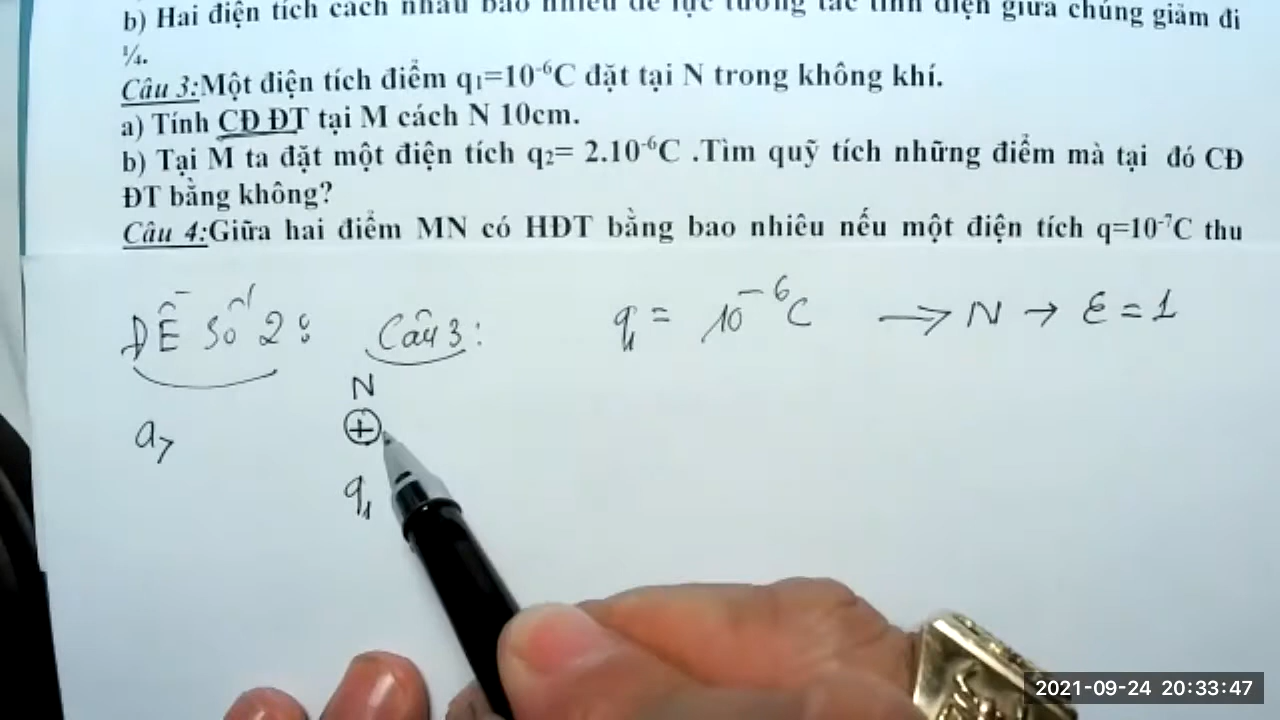 b) Hai điện tích cách nhau bao nhiêu để lực tương tác tĩnh điện giữa chúng giảm đi
¼.
Câu 3:Một điện tích điểm q₁=10⁻⁶C đặt tại N trong không khí.
a) Tính CĐ ĐT tại M cách N 10cm.
b) Tại M ta đặt một điện tích q₂= 2.10⁻⁶C .Tìm quỹ tích những điểm mà tại đó CĐ
ĐT bằng không?
Câu 4:Giữa hai điểm MN có HĐT bằng bao nhiêu nếu một điện tích q=10⁻⁷C thu
ĐỀ Số 2: Câu 3: q₁ = 10⁻⁶C → N → ε = 1
N
a, +
q₁
2021-09-24 20:33:47